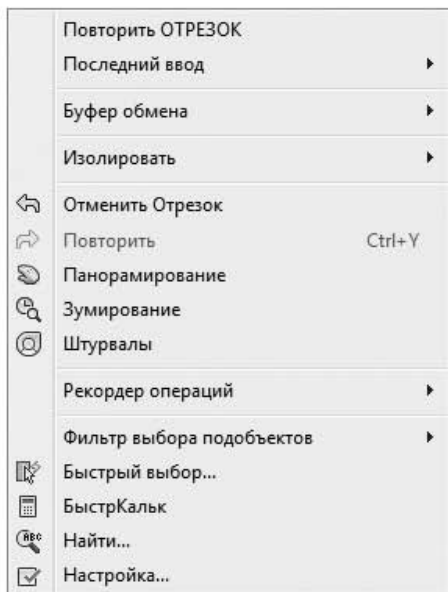 Повторить ОТРЕЗОК
Последний ввод
Буфер обмена
Изолировать
Отменить Отрезок
Повторить Ctrl+Y
Панорамирование
Зумирование
Штурвалы
Рекордер операций
Фильтр выбора подобъектов
Быстрый выбор...
БыстрКальк
ABC Найти...
Настройка...